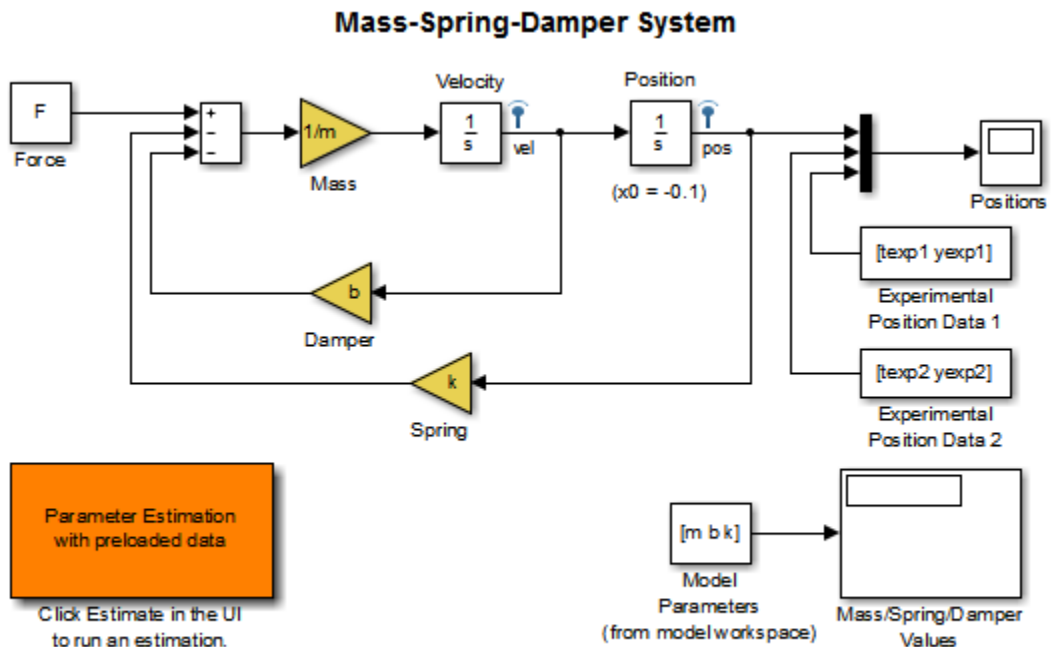 Mass-Spring-Damper System
Velocity
Position
F
+
−
−
1/m
1
s
vel
1
s
pos
Force
Mass
(x0 = -0.1)
Positions
[texp1 yexp1]
b
Experimental
Position Data 1
Damper
k
[texp2 yexp2]
Spring
Experimental
Position Data 2
Parameter Estimation
with preloaded data
[m b k]
Click Estimate in the UI
to run an estimation.
Model
Parameters
(from model workspace)
Mass/Spring/Damper
Values